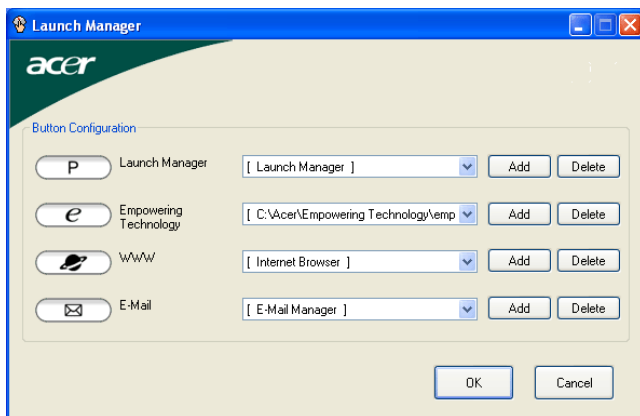 Launch Manager
acer
Button Configuration
P Launch Manager [ Launch Manager ] Add Delete
e Empowering Technology [ C:\Acer\Empowering Technology\emp Add Delete
WWW [ Internet Browser ] Add Delete
E-Mail [ E-Mail Manager ] Add Delete
OK Cancel